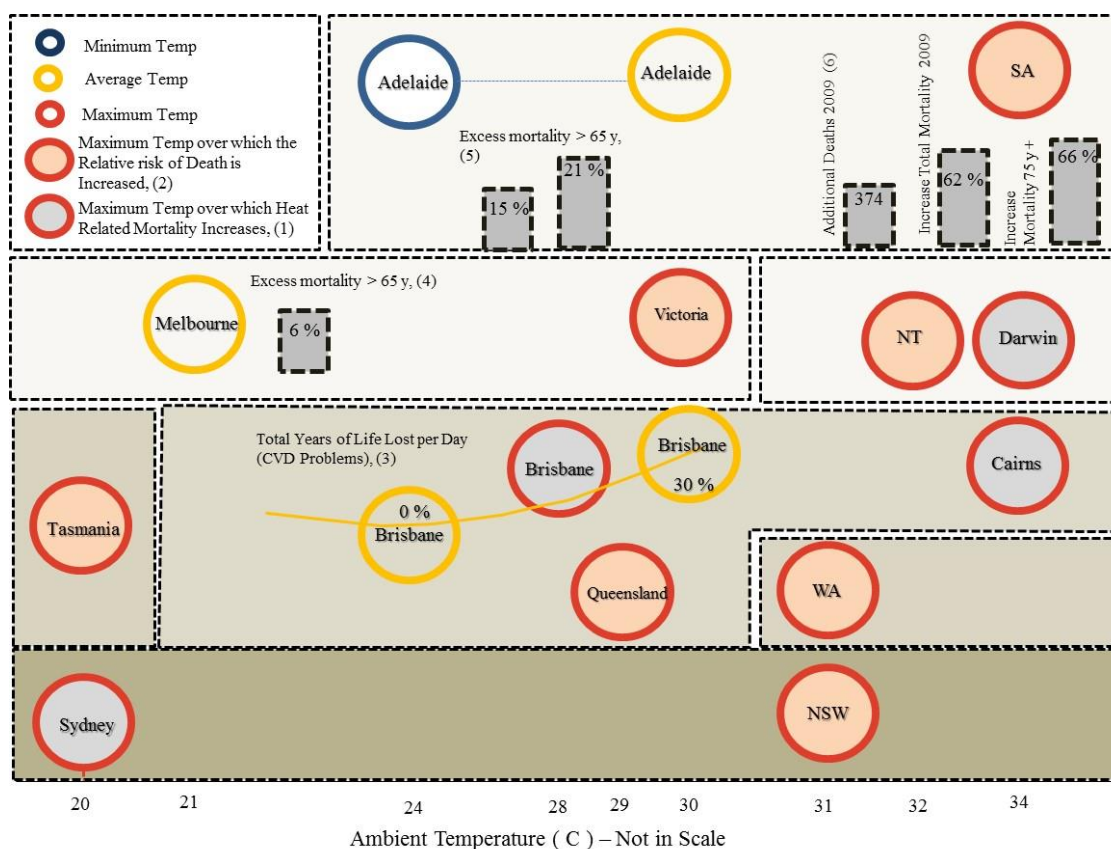 Minimum Temp
Average Temp
Maximum Temp
Maximum Temp over which the
Relative risk of Death is
Increased, (2)
Maximum Temp over which Heat
Related Mortality Increases, (1)
Adelaide
Adelaide
SA
Excess mortality > 65 y,
(5)
15 %
21 %
Additional Deaths 2009 (6)
374
Increase Total Mortality 2009
62 %
Increase
Mortality 75 y+
66 %
Melbourne
Excess mortality > 65 y, (4)
6 %
Victoria
NT
Darwin
Tasmania
Total Years of Life Lost per Day
(CVD Problems), (3)
0 %
Brisbane
Brisbane
Brisbane
30 %
Queensland
Cairns
WA
Sydney
NSW
20
21
24
28
29
30
31
32
34
Ambient Temperature ( C ) – Not in Scale